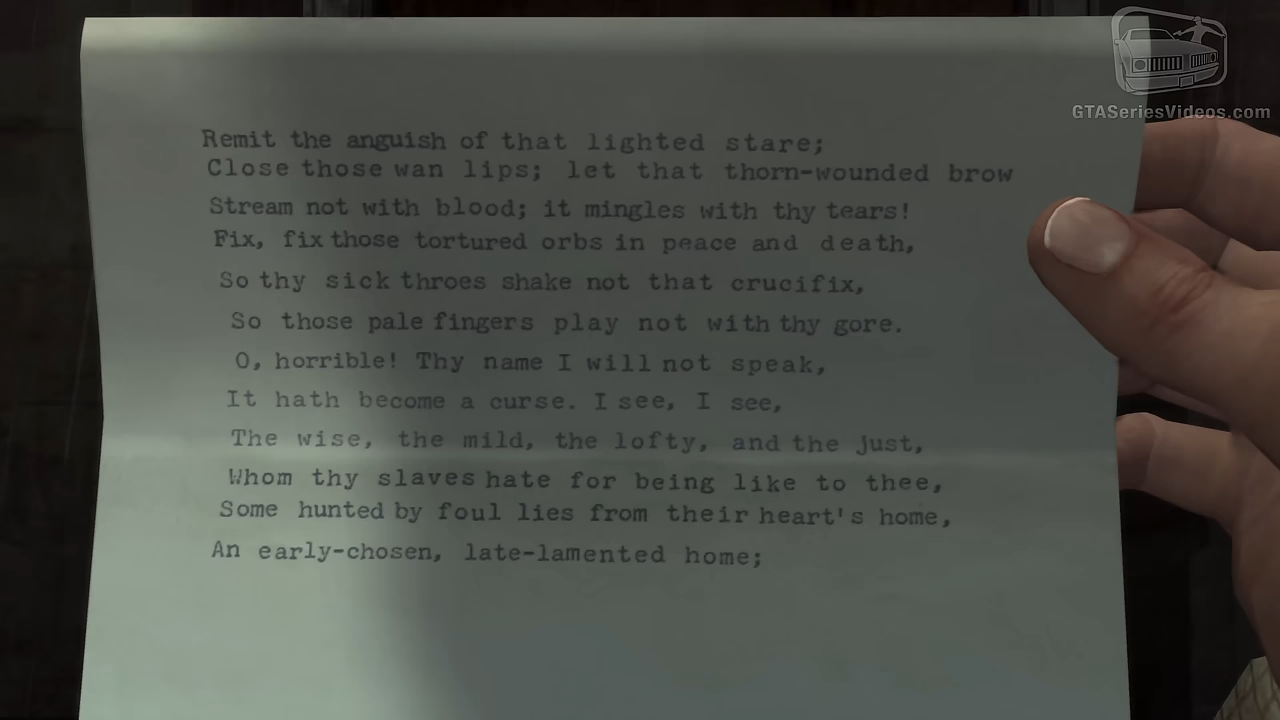 GTASeriesVideos.com
Remit the anguish of that lighted stare;
Close those wan lips; let that thorn-wounded brow
Stream not with blood; it mingles with thy tears!
Fix, fix those tortured orbs in peace and death,
So thy sick throes shake not that crucifix,
So those pale fingers play not with thy gore.
O, horrible! Thy name I will not speak,
It hath become a curse. I see, I see,
The wise, the mild, the lofty, and the just,
Whom thy slaves hate for being like to thee,
Some hunted by foul lies from their heart's home,
An early-chosen, late-lamented home;